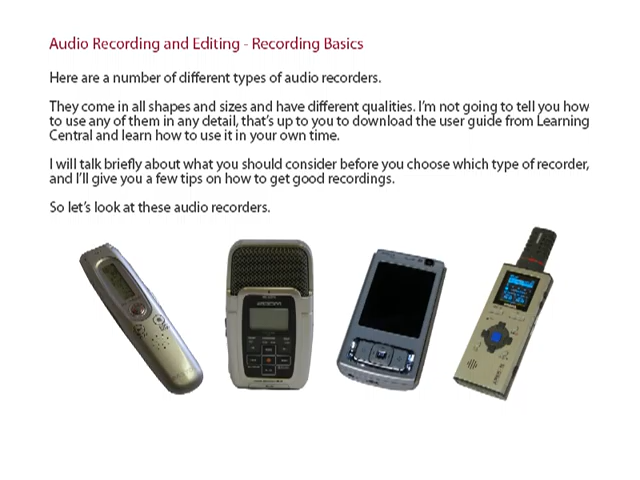 Audio Recording and Editing - Recording Basics
Here are a number of different types of audio recorders.
They come in all shapes and sizes and have different qualities. I'm not going to tell you how
to use any of them in any detail, that's up to you to download the user guide from Learning
Central and learn how to use it in your own time.
I will talk briefly about what you should consider before you choose which type of recorder,
and I'll give you a few tips on how to get good recordings.
So let's look at these audio recorders.